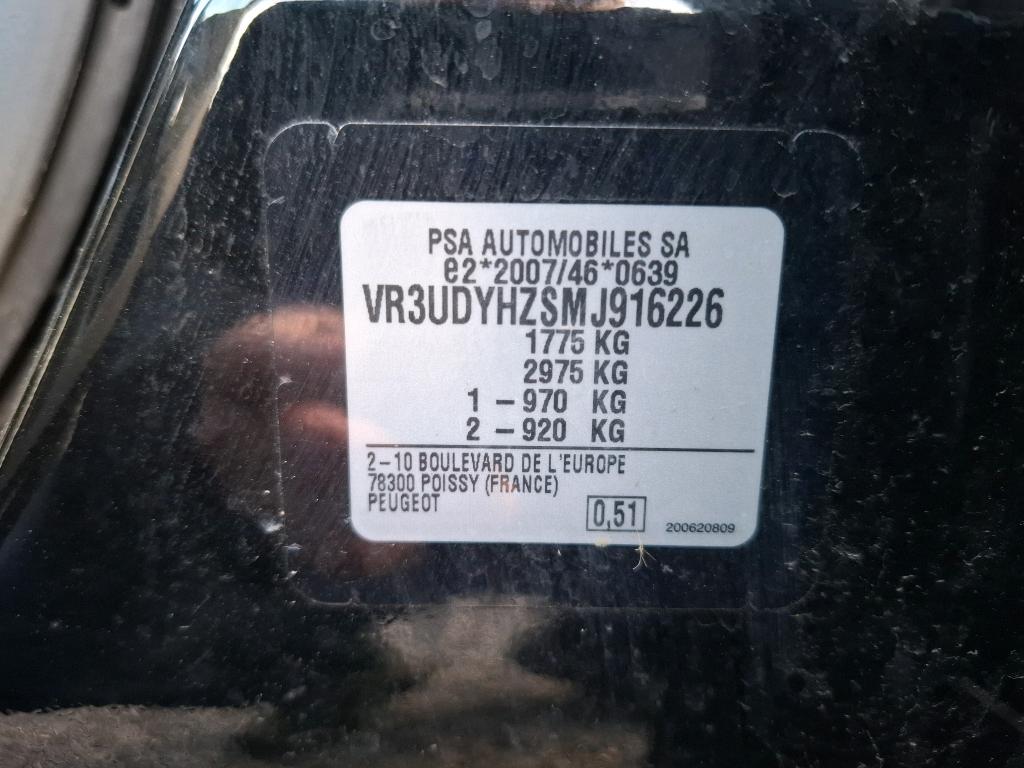 PSA AUTOMOBILES SA
e2*2007/46*0639
VR3UDYHZSMJ916226
1775 KG
2975 KG
1 – 970 KG
2 – 920 KG
2–10 BOULEVARD DE L'EUROPE
78300 POISSY (FRANCE)
PEUGEOT
0,51
200620809